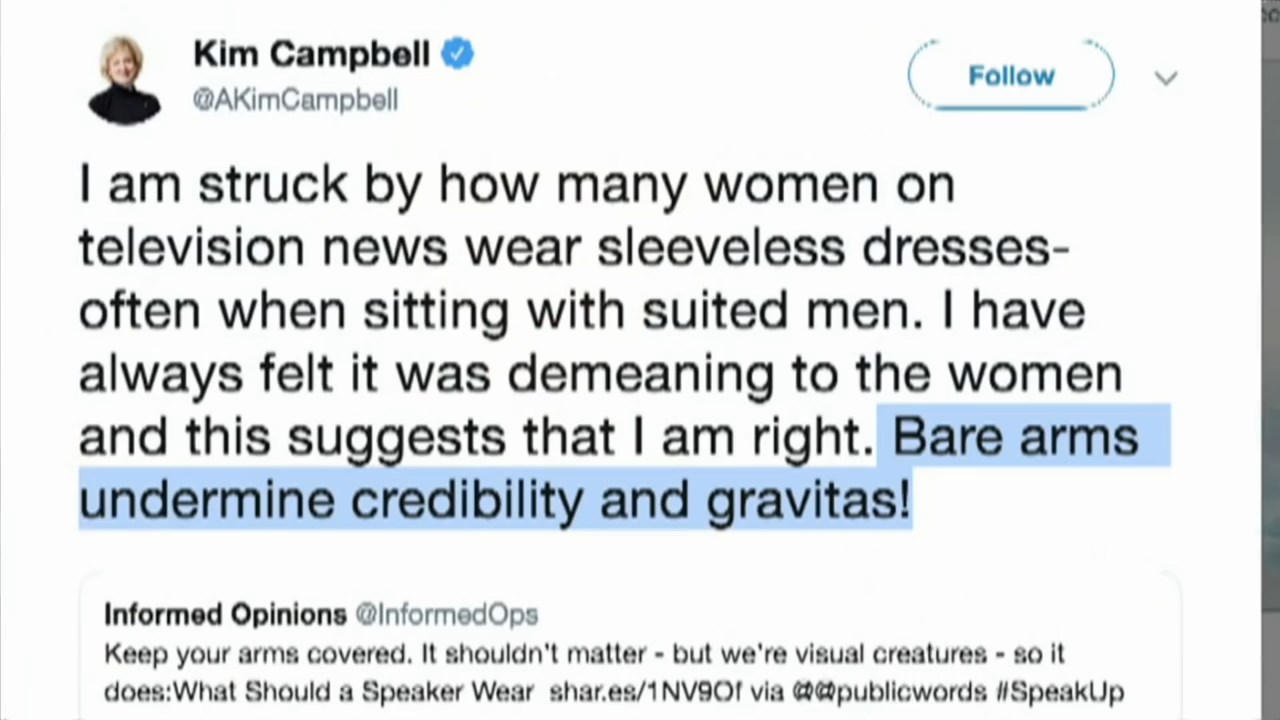 Kim Campbell
@AKimCampbell
Follow
I am struck by how many women on
television news wear sleeveless dresses-
often when sitting with suited men. I have
always felt it was demeaning to the women
and this suggests that I am right. Bare arms
undermine credibility and gravitas!
Informed Opinions @InformedOps
Keep your arms covered. It shouldn't matter - but we're visual creatures - so it
does:What Should a Speaker Wear shar.es/1NV9Of via @@publicwords #SpeakUp